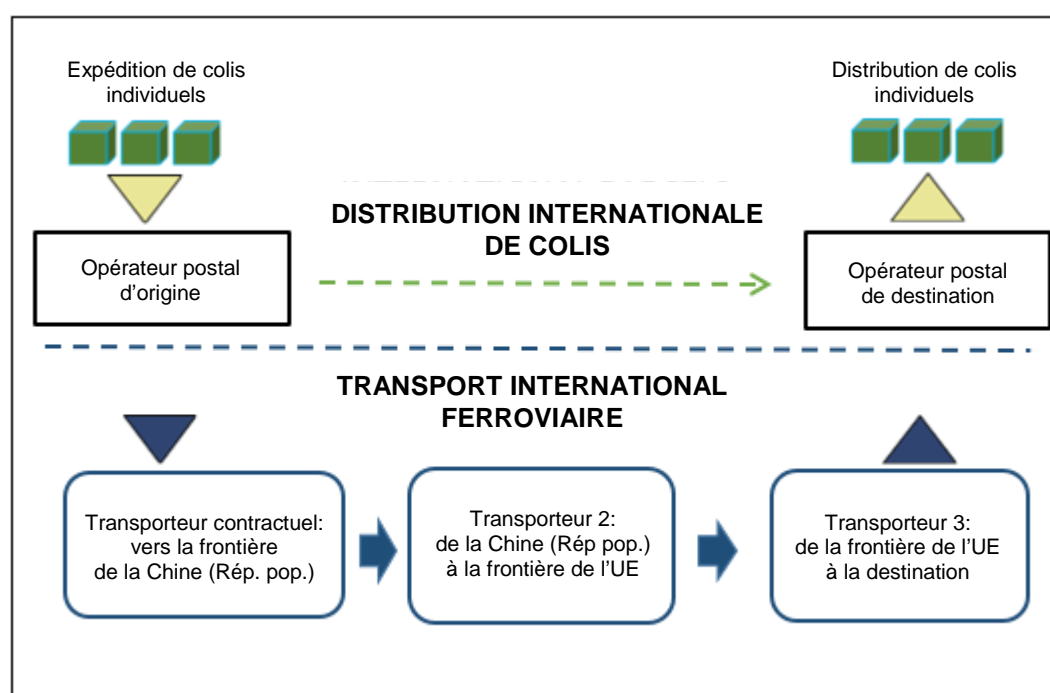 Expédition de colis
individuels
Distribution de colis
individuels
DISTRIBUTION INTERNATIONALE
DE COLIS
Opérateur postal
d'origine
Opérateur postal
de destination
TRANSPORT INTERNATIONAL
FERROVIAIRE
Transporteur contractuel:
vers la frontière
de la Chine (Rép. pop.)
Transporteur 2:
de la Chine (Rép pop.)
à la frontière de l'UE
Transporteur 3:
de la frontière de l'UE
à la destination